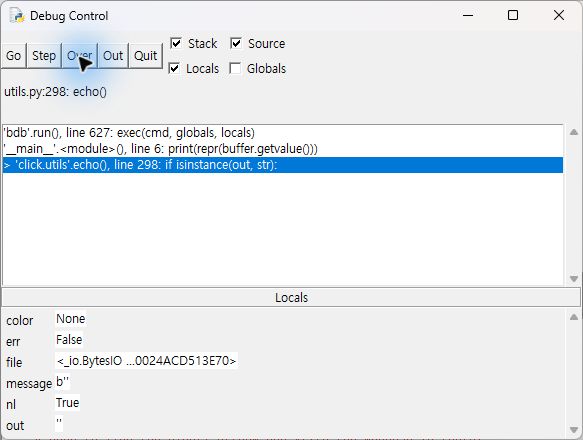 Debug Control
Go Step Over Out Quit
Stack Source
Locals Globals
utils.py:298: echo()
'bdb'.run(), line 627: exec(cmd, globals, locals)
'__main__'.<module>(), line 6: print(repr(buffer.getvalue()))
> 'click.utils'.echo(), line 298: if isinstance(out, str):
Locals
color None
err False
file <_io.BytesIO ...0024ACD513E70>
message b''
nl True
out ''